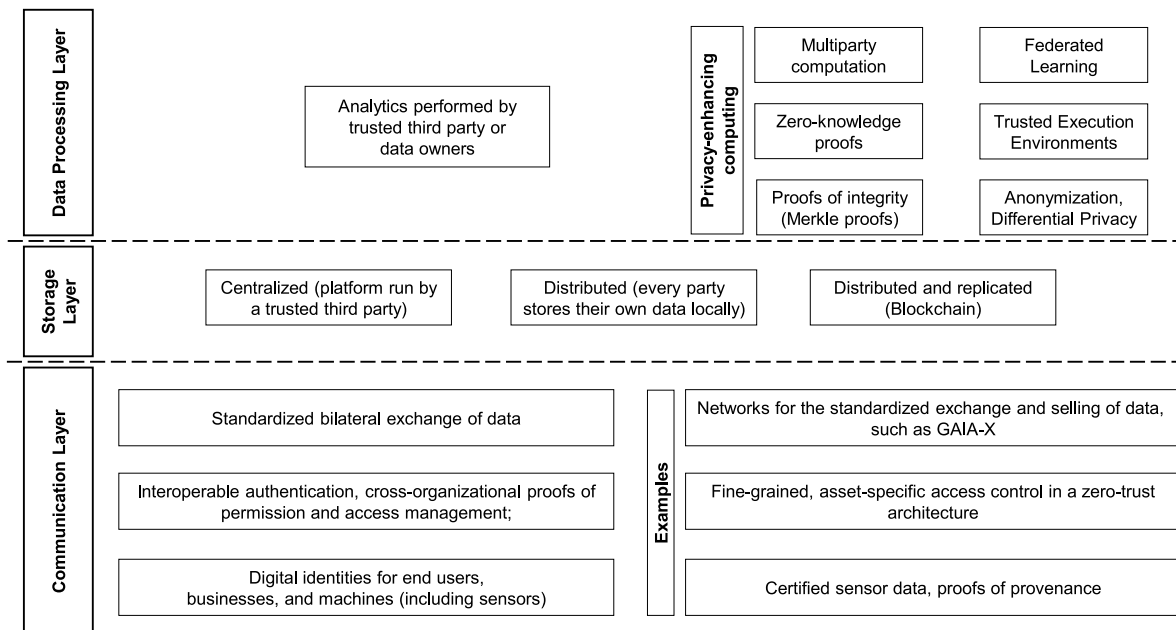 Data Processing Layer
Analytics performed by
trusted third party or
data owners
Privacy-enhancing
computing
Multiparty
computation
Federated
Learning
Zero-knowledge
proofs
Trusted Execution
Environments
Proofs of integrity
(Merkle proofs)
Anonymization,
Differential Privacy
Storage
Layer
Centralized (platform run by
a trusted third party)
Distributed (every party
stores their own data locally)
Distributed and replicated
(Blockchain)
Communication Layer
Standardized bilateral exchange of data
Interoperable authentication, cross-organizational proofs of
permission and access management;
Digital identities for end users,
businesses, and machines (including sensors)
Examples
Networks for the standardized exchange and selling of data,
such as GAIA-X
Fine-grained, asset-specific access control in a zero-trust
architecture
Certified sensor data, proofs of provenance